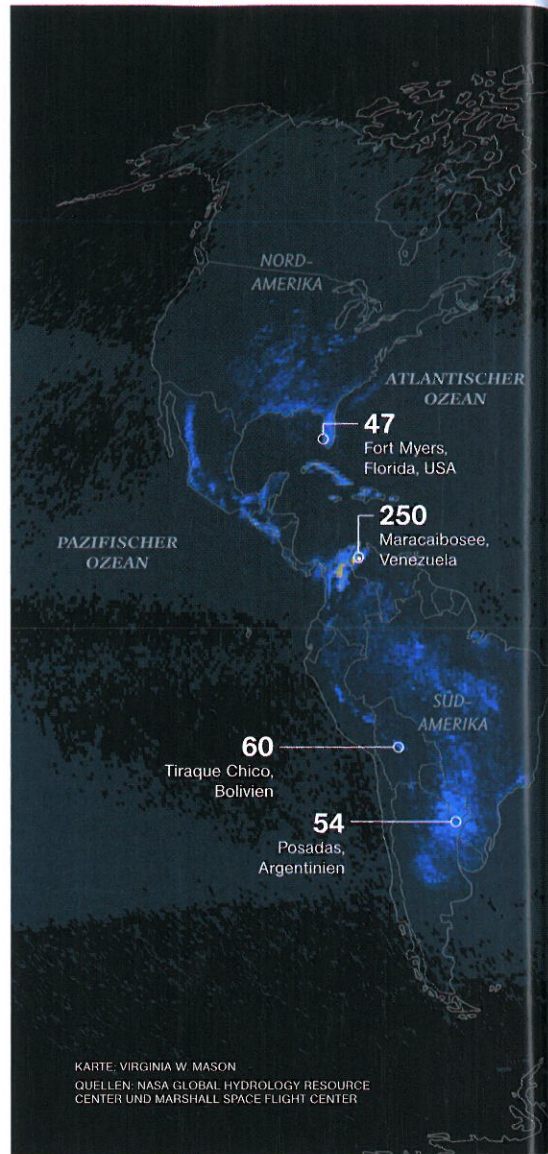 NORD-
AMERIKA
ATLANTISCHER
OZEAN
47
Fort Myers,
Florida, USA
250
Maracaibosee,
Venezuela
PAZIFISCHER
OZEAN
SÜD-
AMERIKA
60
Tiraque Chico,
Bolivien
54
Posadas,
Argentinien
KARTE: VIRGINIA W. MASON
QUELLEN: NASA GLOBAL HYDROLOGY RESOURCE
CENTER UND MARSHALL SPACE FLIGHT CENTER